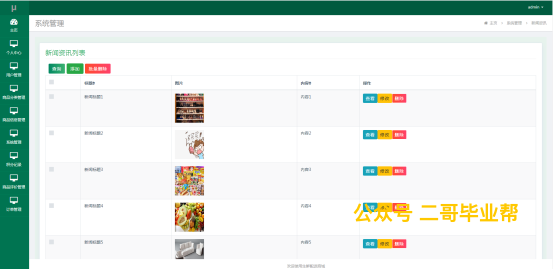 μ
admin
系统管理
主页 > 系统管理 > 新闻资讯
主页
个人中心
用户管理
商品分类管理
商品信息管理
系统管理
积分记录
商品评价管理
订单管理
新闻资讯列表
查询 添加 批量删除
标题 图片 内容 操作
新闻标题1 内容1 查看 修改 删除
新闻标题2 内容2 查看 修改 删除
新闻标题3 内容3 查看 修改 删除
新闻标题4 内容4 查看
公众号 二哥毕业帮
新闻标题5 内容5 查看 修改 删除